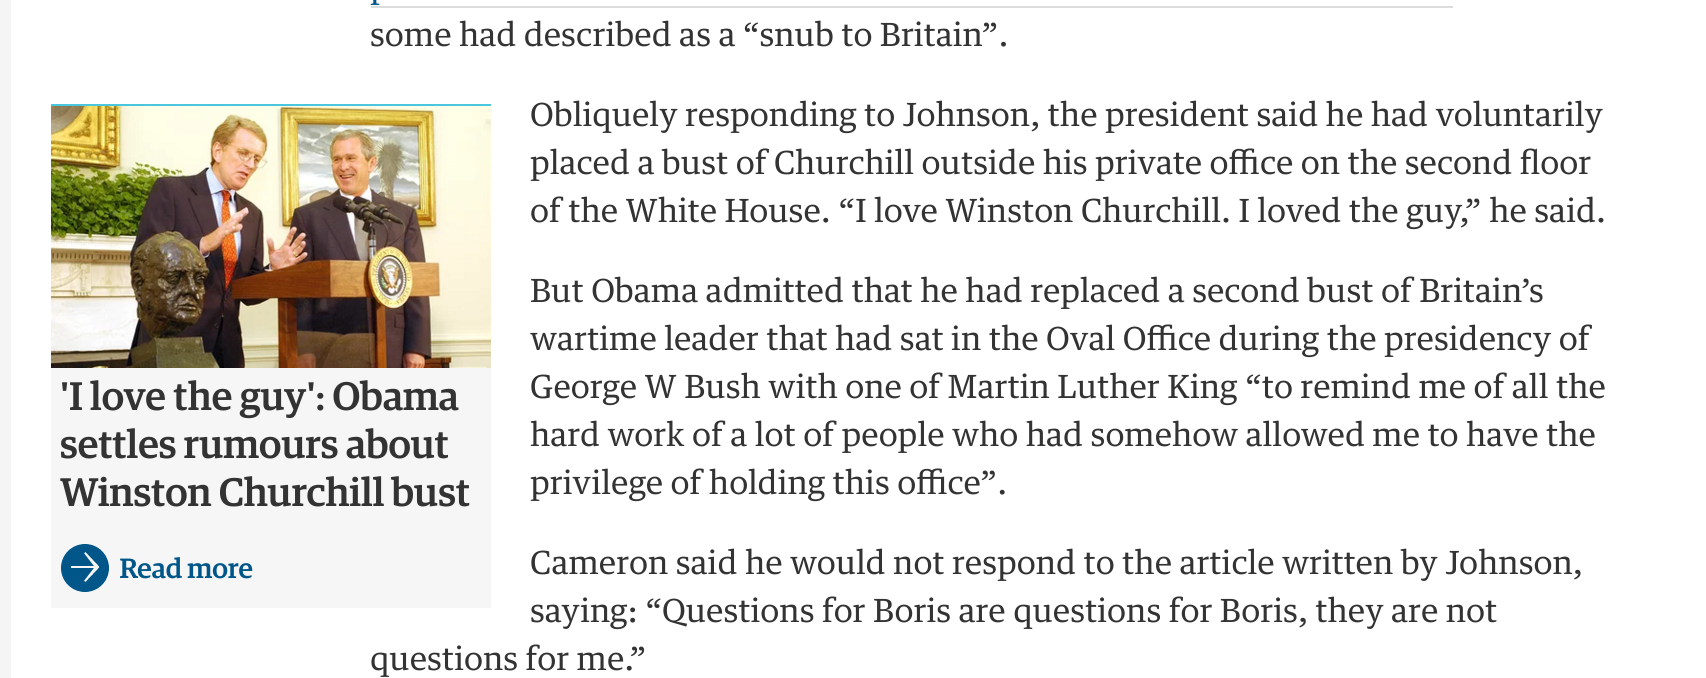 some had described as a “snub to Britain”.
'I love the guy': Obama
settles rumours about
Winston Churchill bust
Read more
Obliquely responding to Johnson, the president said he had voluntarily
placed a bust of Churchill outside his private office on the second floor
of the White House. “I love Winston Churchill. I loved the guy,” he said.
But Obama admitted that he had replaced a second bust of Britain’s
wartime leader that had sat in the Oval Office during the presidency of
George W Bush with one of Martin Luther King “to remind me of all the
hard work of a lot of people who had somehow allowed me to have the
privilege of holding this office”.
Cameron said he would not respond to the article written by Johnson,
saying: “Questions for Boris are questions for Boris, they are not
questions for me.”